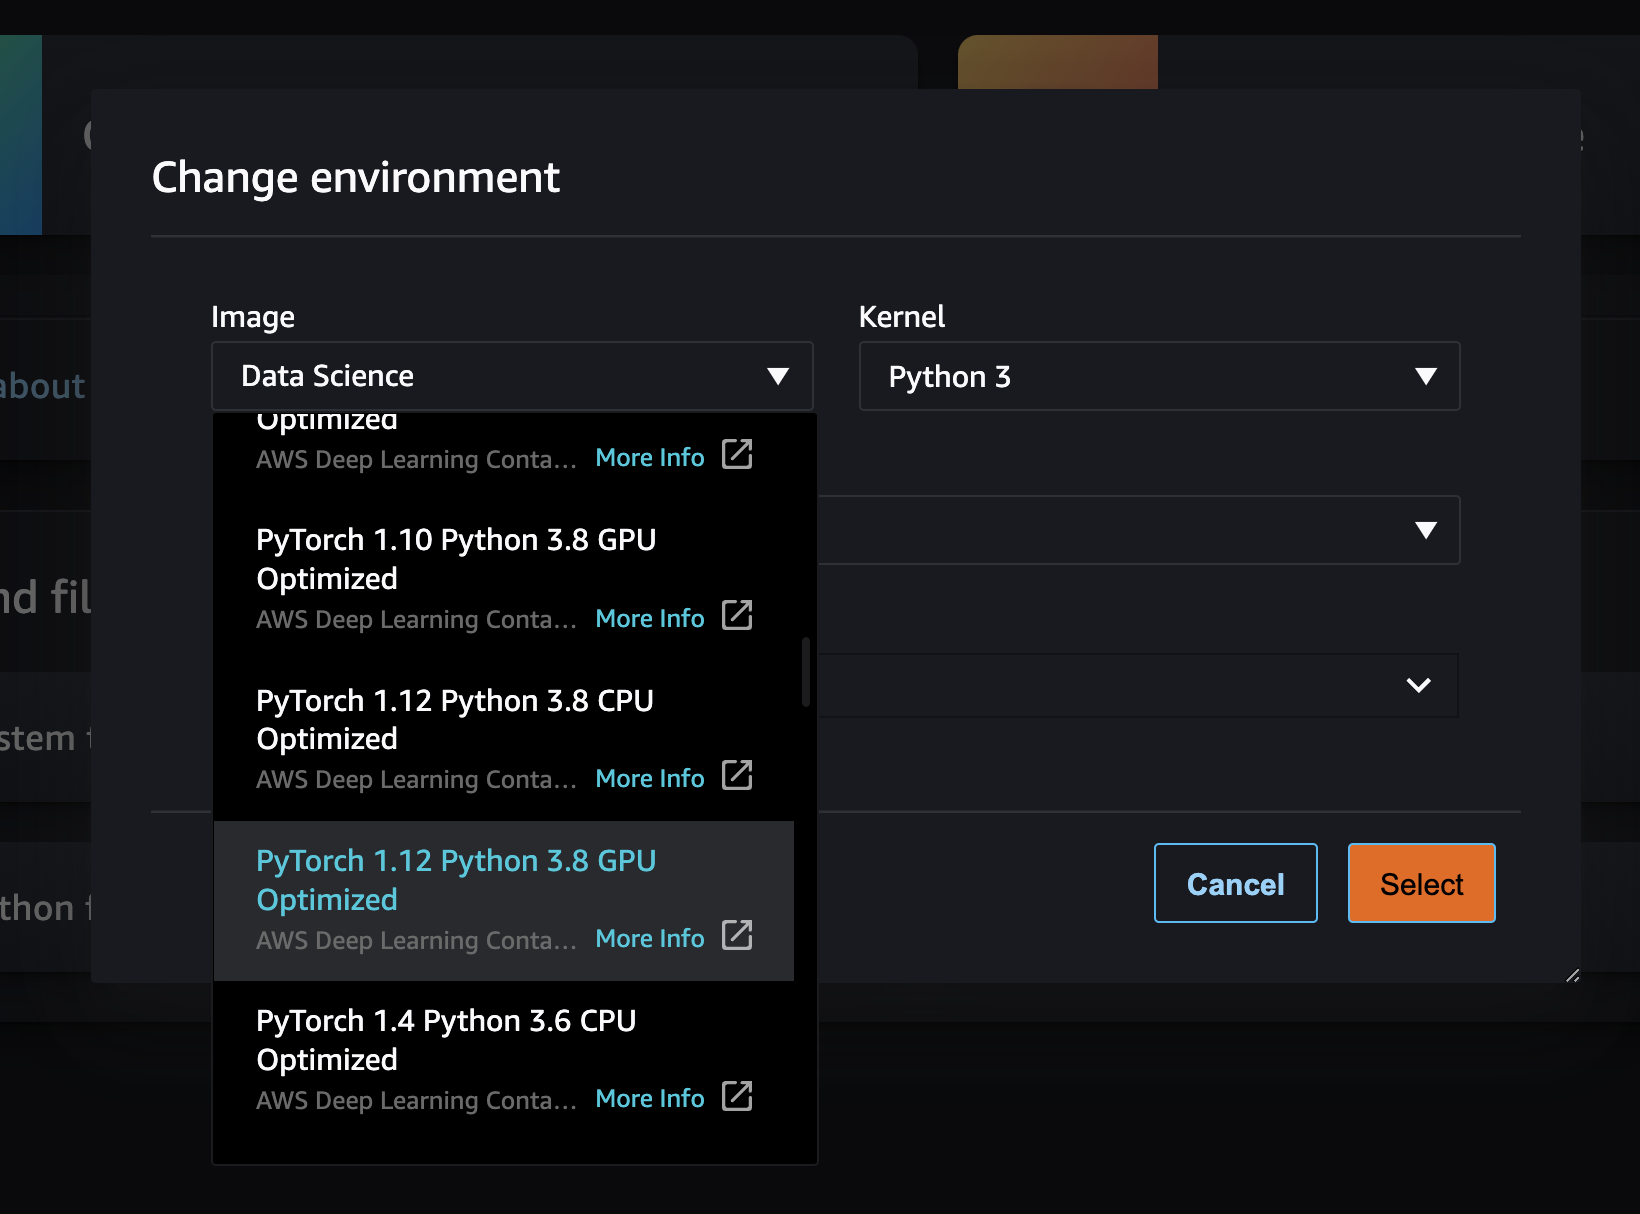 Change environment
Image
Kernel
Data Science
Python 3
Optimized
AWS Deep Learning Conta... More Info
PyTorch 1.10 Python 3.8 GPU
Optimized
AWS Deep Learning Conta... More Info
PyTorch 1.12 Python 3.8 CPU
Optimized
AWS Deep Learning Conta... More Info
PyTorch 1.12 Python 3.8 GPU
Optimized
AWS Deep Learning Conta... More Info
PyTorch 1.4 Python 3.6 CPU
Optimized
AWS Deep Learning Conta... More Info
Cancel
Select
about
nd fil
stem
thon f